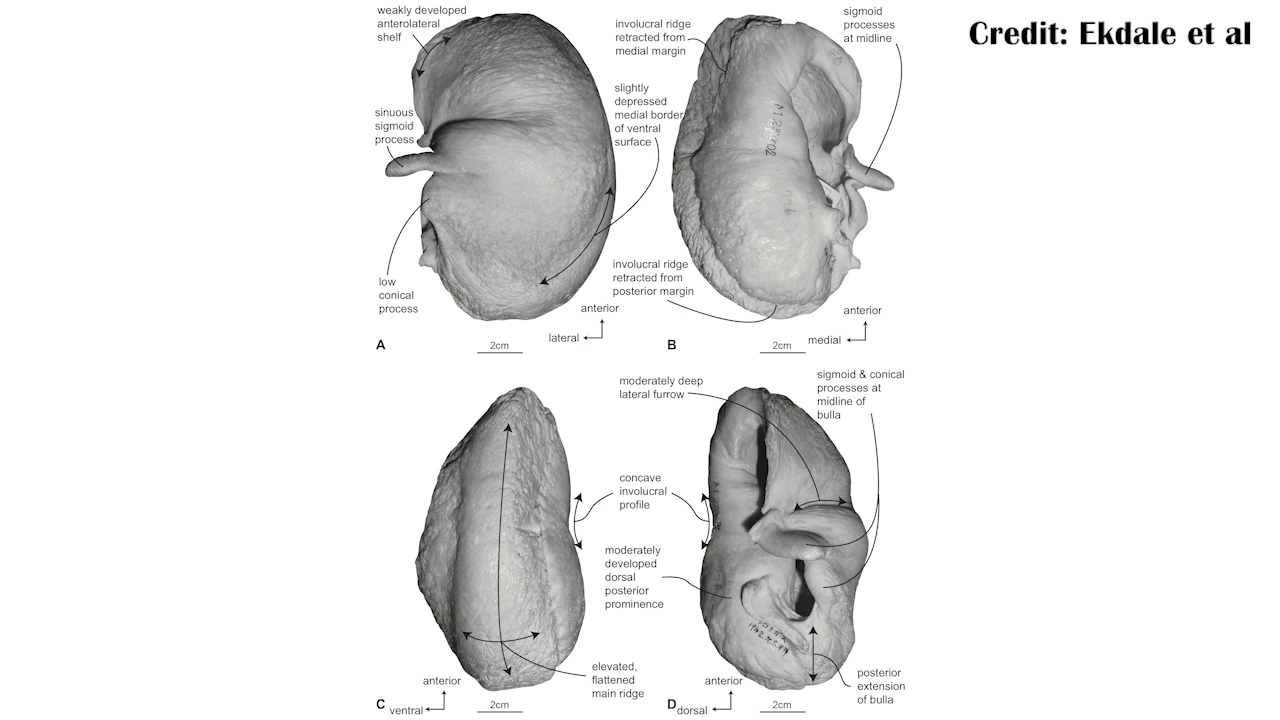 Credit: Ekdale et al
weakly developed
anterolateral
shelf
sinuous
sigmoid
process
low
conical
process
slightly
depressed
medial border
of ventral
surface
anterior
lateral
A
2cm
involucral ridge
retracted from
medial margin
sigmoid
processes
at midline
involucral ridge
retracted from
posterior margin
anterior
medial
B
2cm
concave
involucral
profile
elevated,
flattened
main ridge
anterior
C
ventral
2cm
moderately deep
lateral furrow
sigmoid & conical
processes at
midline of
bulla
moderately
developed
dorsal
posterior
prominence
posterior
extension
of bulla
anterior
D
dorsal
2cm